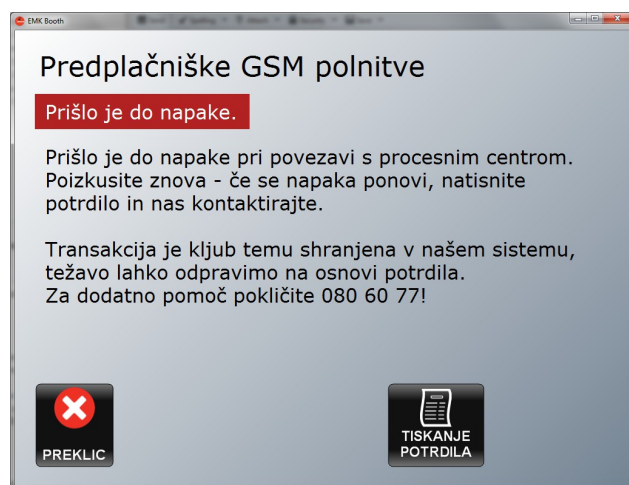 EMK Booth
Predplačniške GSM polnitve
Prišlo je do napake.
Prišlo je do napake pri povezavi s procesnim centrom.
Poizkusite znova - če se napaka ponovi, natisnite
potrdilo in nas kontaktirajte.
Transakcija je kljub temu shranjena v našem sistemu,
težavo lahko odpravimo na osnovi potrdila.
Za dodatno pomoč pokličite 080 60 77!
PREKLIC
TISKANJE
POTRDILA